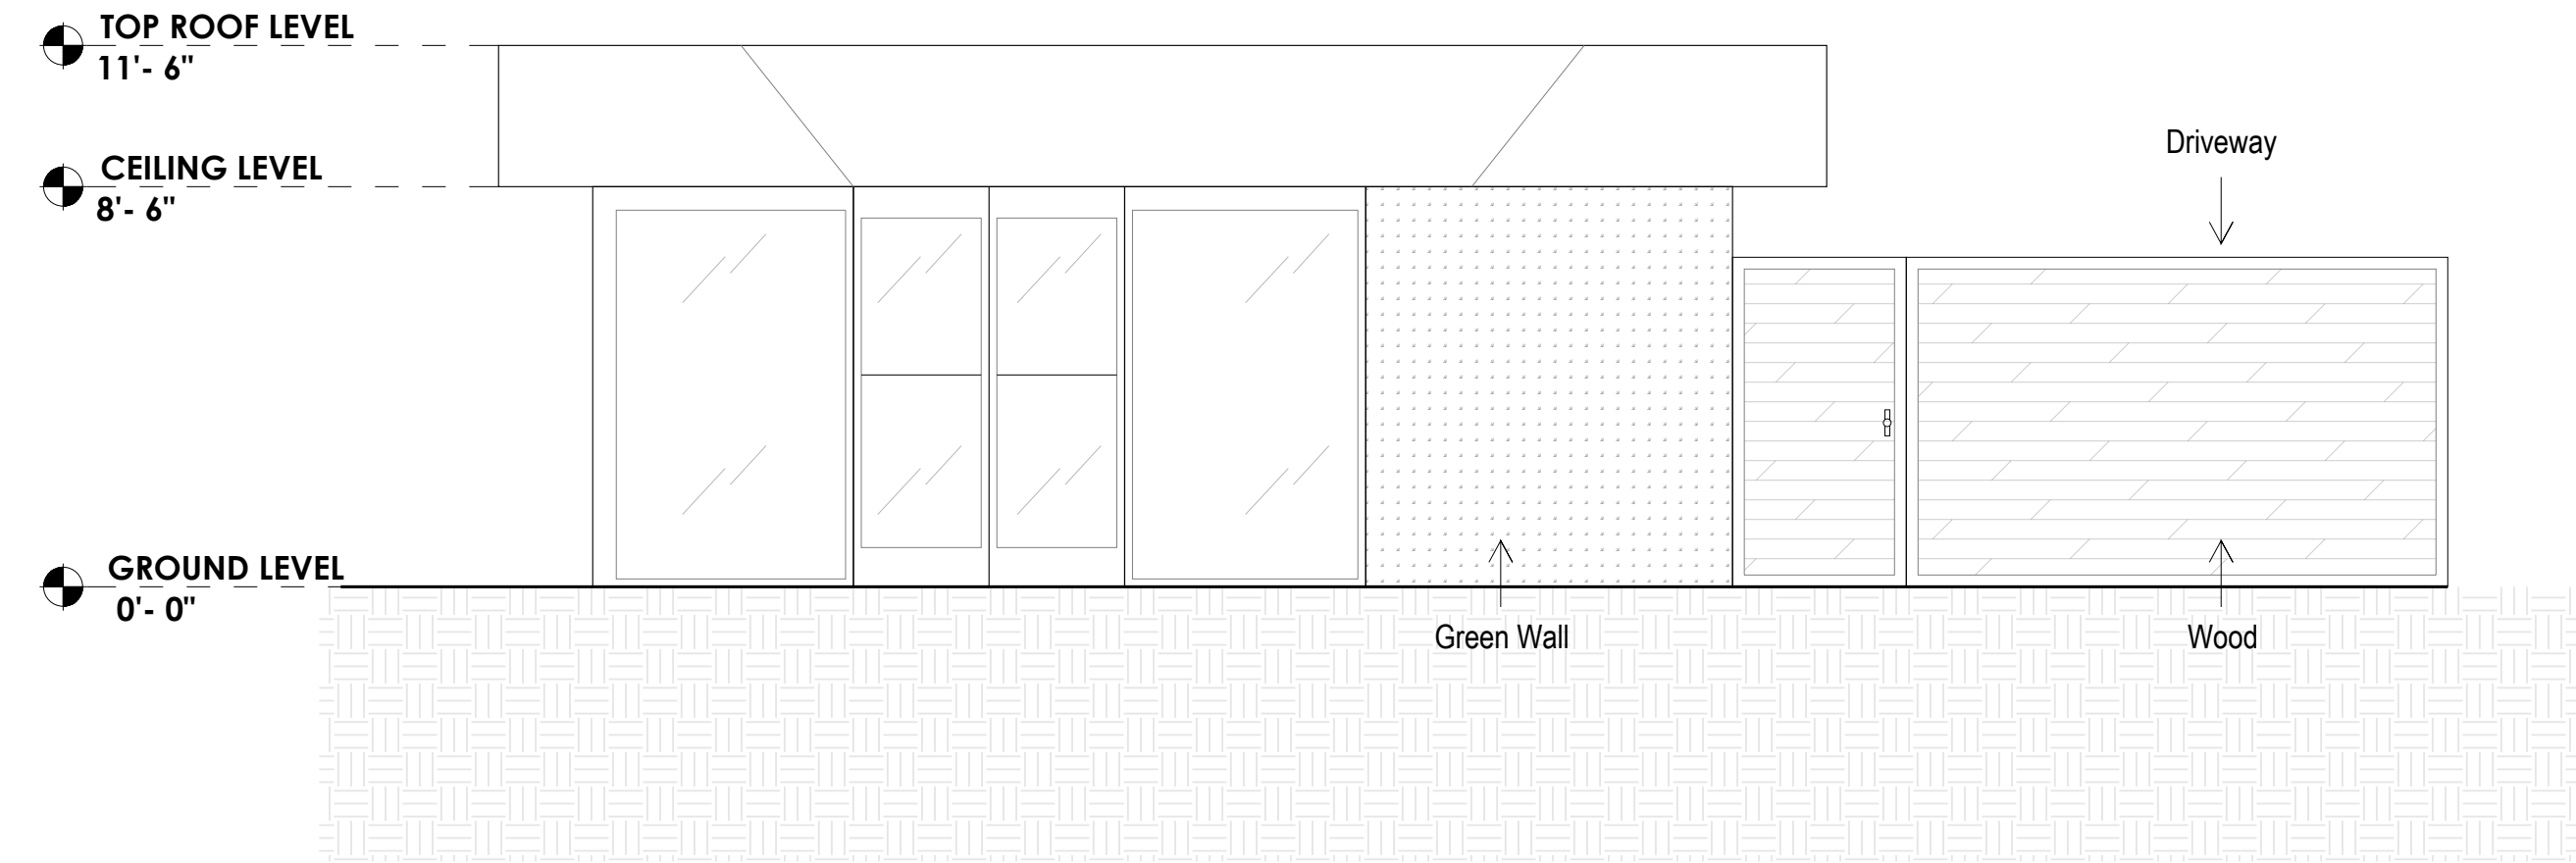 TOP ROOF LEVEL
11'- 6"
CEILING LEVEL
8'- 6"
Driveway
GROUND LEVEL
0'- 0"
Green Wall
Wood